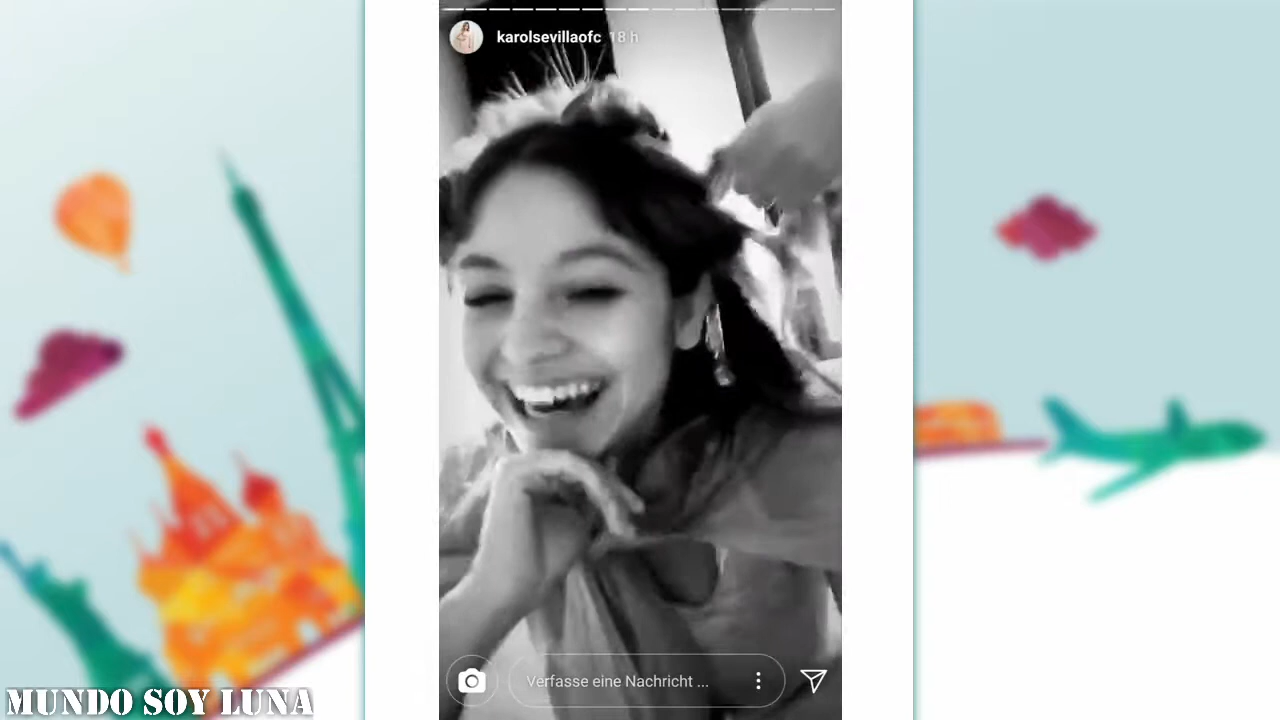 karolsevillaofc 18 h
Verfasse eine Nachricht ...
MUNDO SOY LUNA